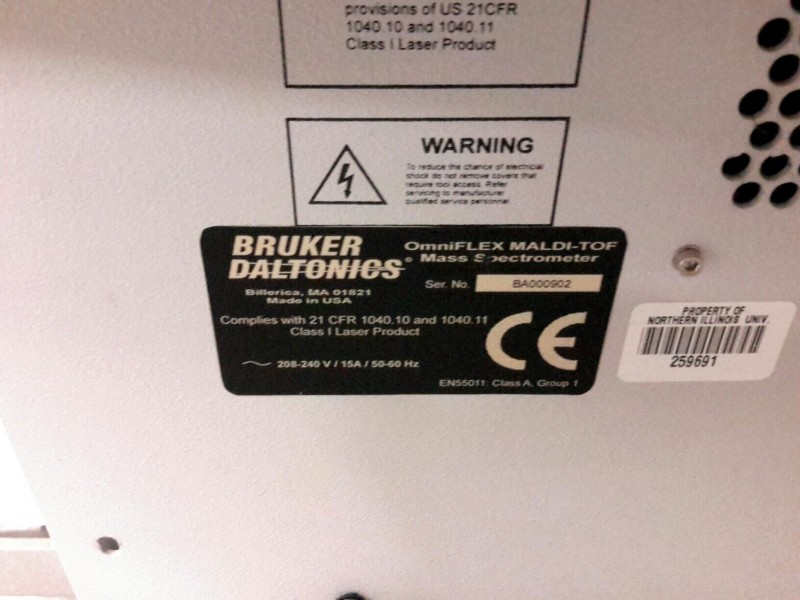 provisions of US 21CFR
1040.10 and 1040.11
Class I Laser Product
WARNING
To reduce the chance of electricial
shock do not remove covers that
require tool access. Refer
servicing to manufacturer
qualified service personnel
BRUKER
DALTONICS®
OmniFLEX MALDI-TOF
Mass Spectrometer
Billerica, MA 01821
Made in USA
Ser. No. BA000902
Complies with 21 CFR 1040.10 and 1040.11
Class I Laser Product
CE
208-240 V / 15A / 50-60 Hz
EN55011: Class A, Group 1
PROPERTY OF
NORTHERN ILLINOIS UNIV.
259691